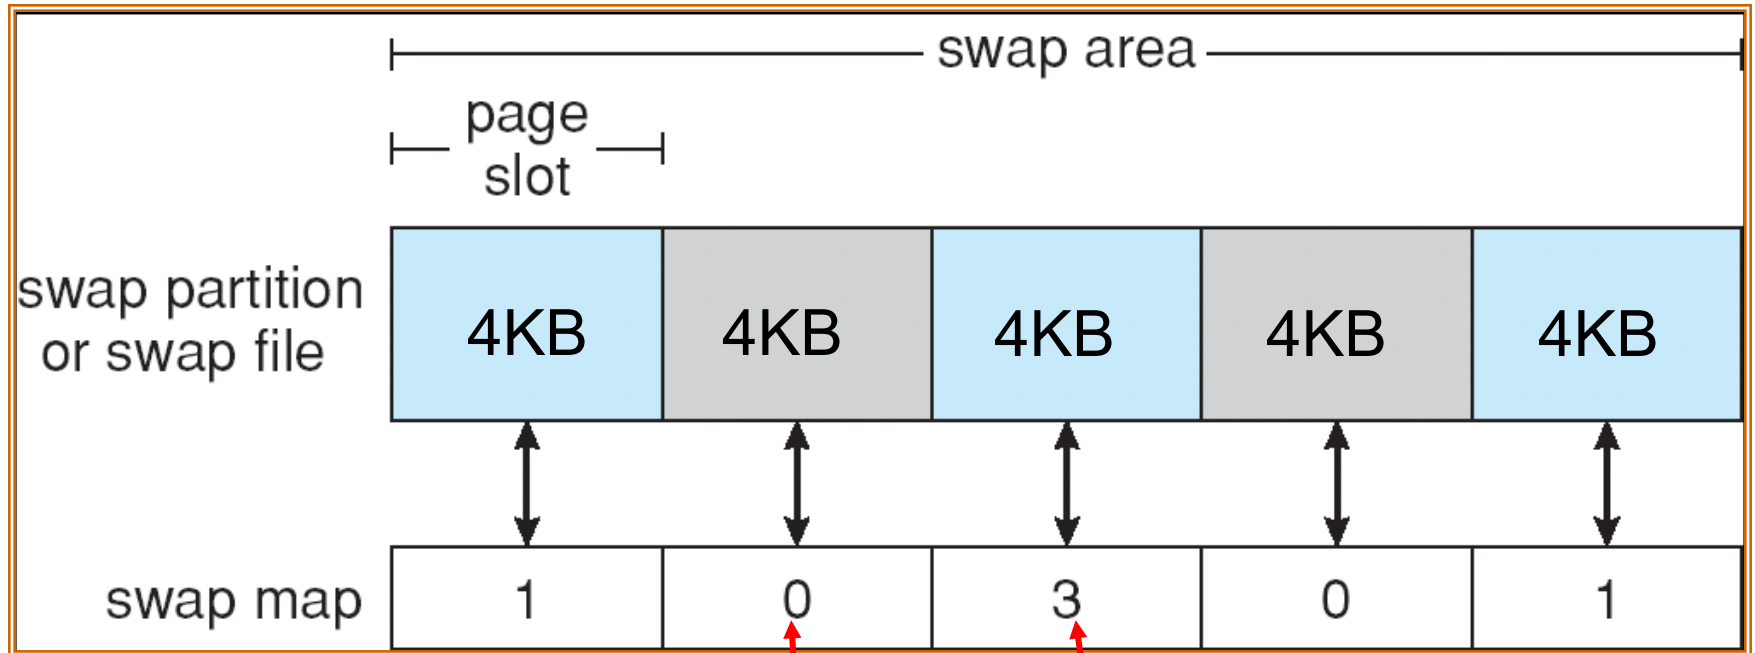 swap area
page
slot
swap partition
or swap file
4KB 4KB 4KB 4KB 4KB
swap map 1 0 3 0 1